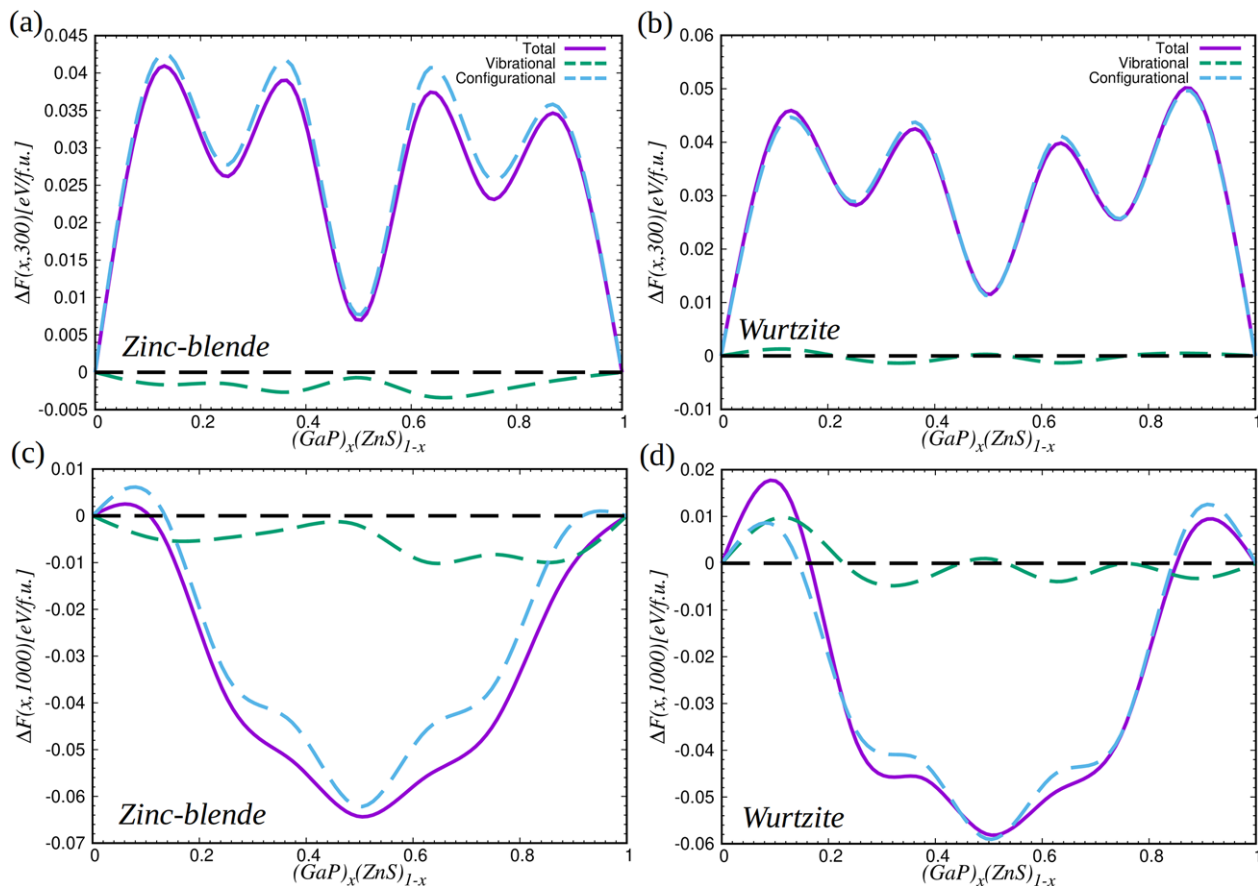 (a)
0.045
0.04
0.035
0.03
0.025
0.02
0.015
0.01
0.005
0
-0.005
ΔF(x,300)[eV/f.u.]
Total
Vibrational
Configurational
Zinc-blende
0 0.2 0.4 0.6 0.8 1
(GaP)x(ZnS)1-x
(b)
0.06
0.05
0.04
0.03
0.02
0.01
0
-0.01
ΔF(x,300)[eV/f.u.]
Total
Vibrational
Configurational
Wurtzite
0 0.2 0.4 0.6 0.8 1
(GaP)x(ZnS)1-x
(c)
0.01
0
-0.01
-0.02
-0.03
-0.04
-0.05
-0.06
-0.07
ΔF(x,1000)[eV/f.u.]
Zinc-blende
0 0.2 0.4 0.6 0.8 1
(GaP)x(ZnS)1-x
(d)
0.02
0.01
0
-0.01
-0.02
-0.03
-0.04
-0.05
-0.06
ΔF(x,1000)[eV/f.u.]
Wurtzite
0 0.2 0.4 0.6 0.8 1
(GaP)x(ZnS)1-x